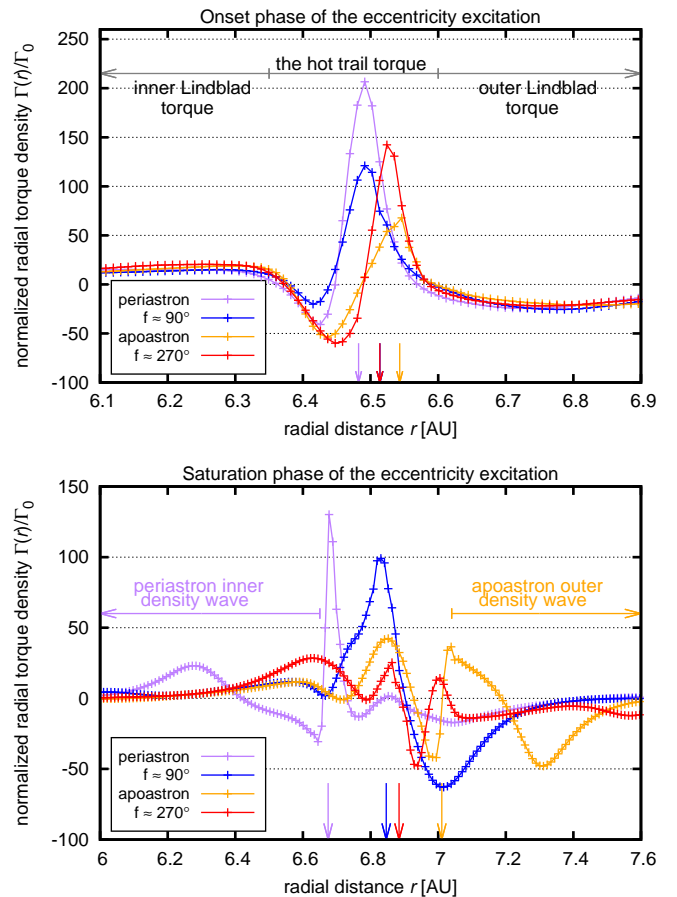 Onset phase of the eccentricity excitation
normalized radial torque density Γ(r)/Γ0
250
200
150
100
50
0
-50
-100
the hot trail torque
inner Lindblad
torque
outer Lindblad
torque
periastron
f ≈ 90°
apoastron
f ≈ 270°
6.1 6.2 6.3 6.4 6.5 6.6 6.7 6.8 6.9
radial distance r [AU]
Saturation phase of the eccentricity excitation
normalized radial torque density Γ(r)/Γ0
150
100
50
0
-50
-100
periastron inner
density wave
apoastron outer
density wave
periastron
f ≈ 90°
apoastron
f ≈ 270°
6 6.2 6.4 6.6 6.8 7 7.2 7.4 7.6
radial distance r [AU]